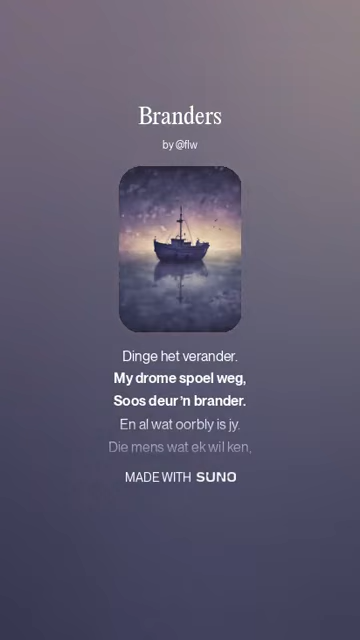 Branders
by @flw
Dinge het verander.
My drome spoel weg,
Soos deur 'n brander.
En al wat oorbly is jy.
Die mens wat ek wil ken,
MADE WITH SUNO